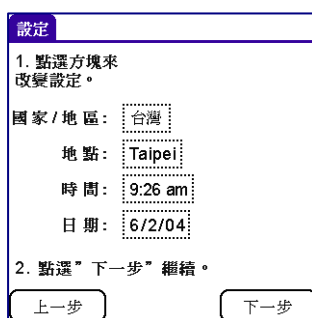 設定
1. 點選方塊來
改變設定。
國家/地區: 台灣
地點: Taipei
時間: 9:26 am
日期: 6/2/04
2. 點選”下一步”繼續。
上一步 下一步